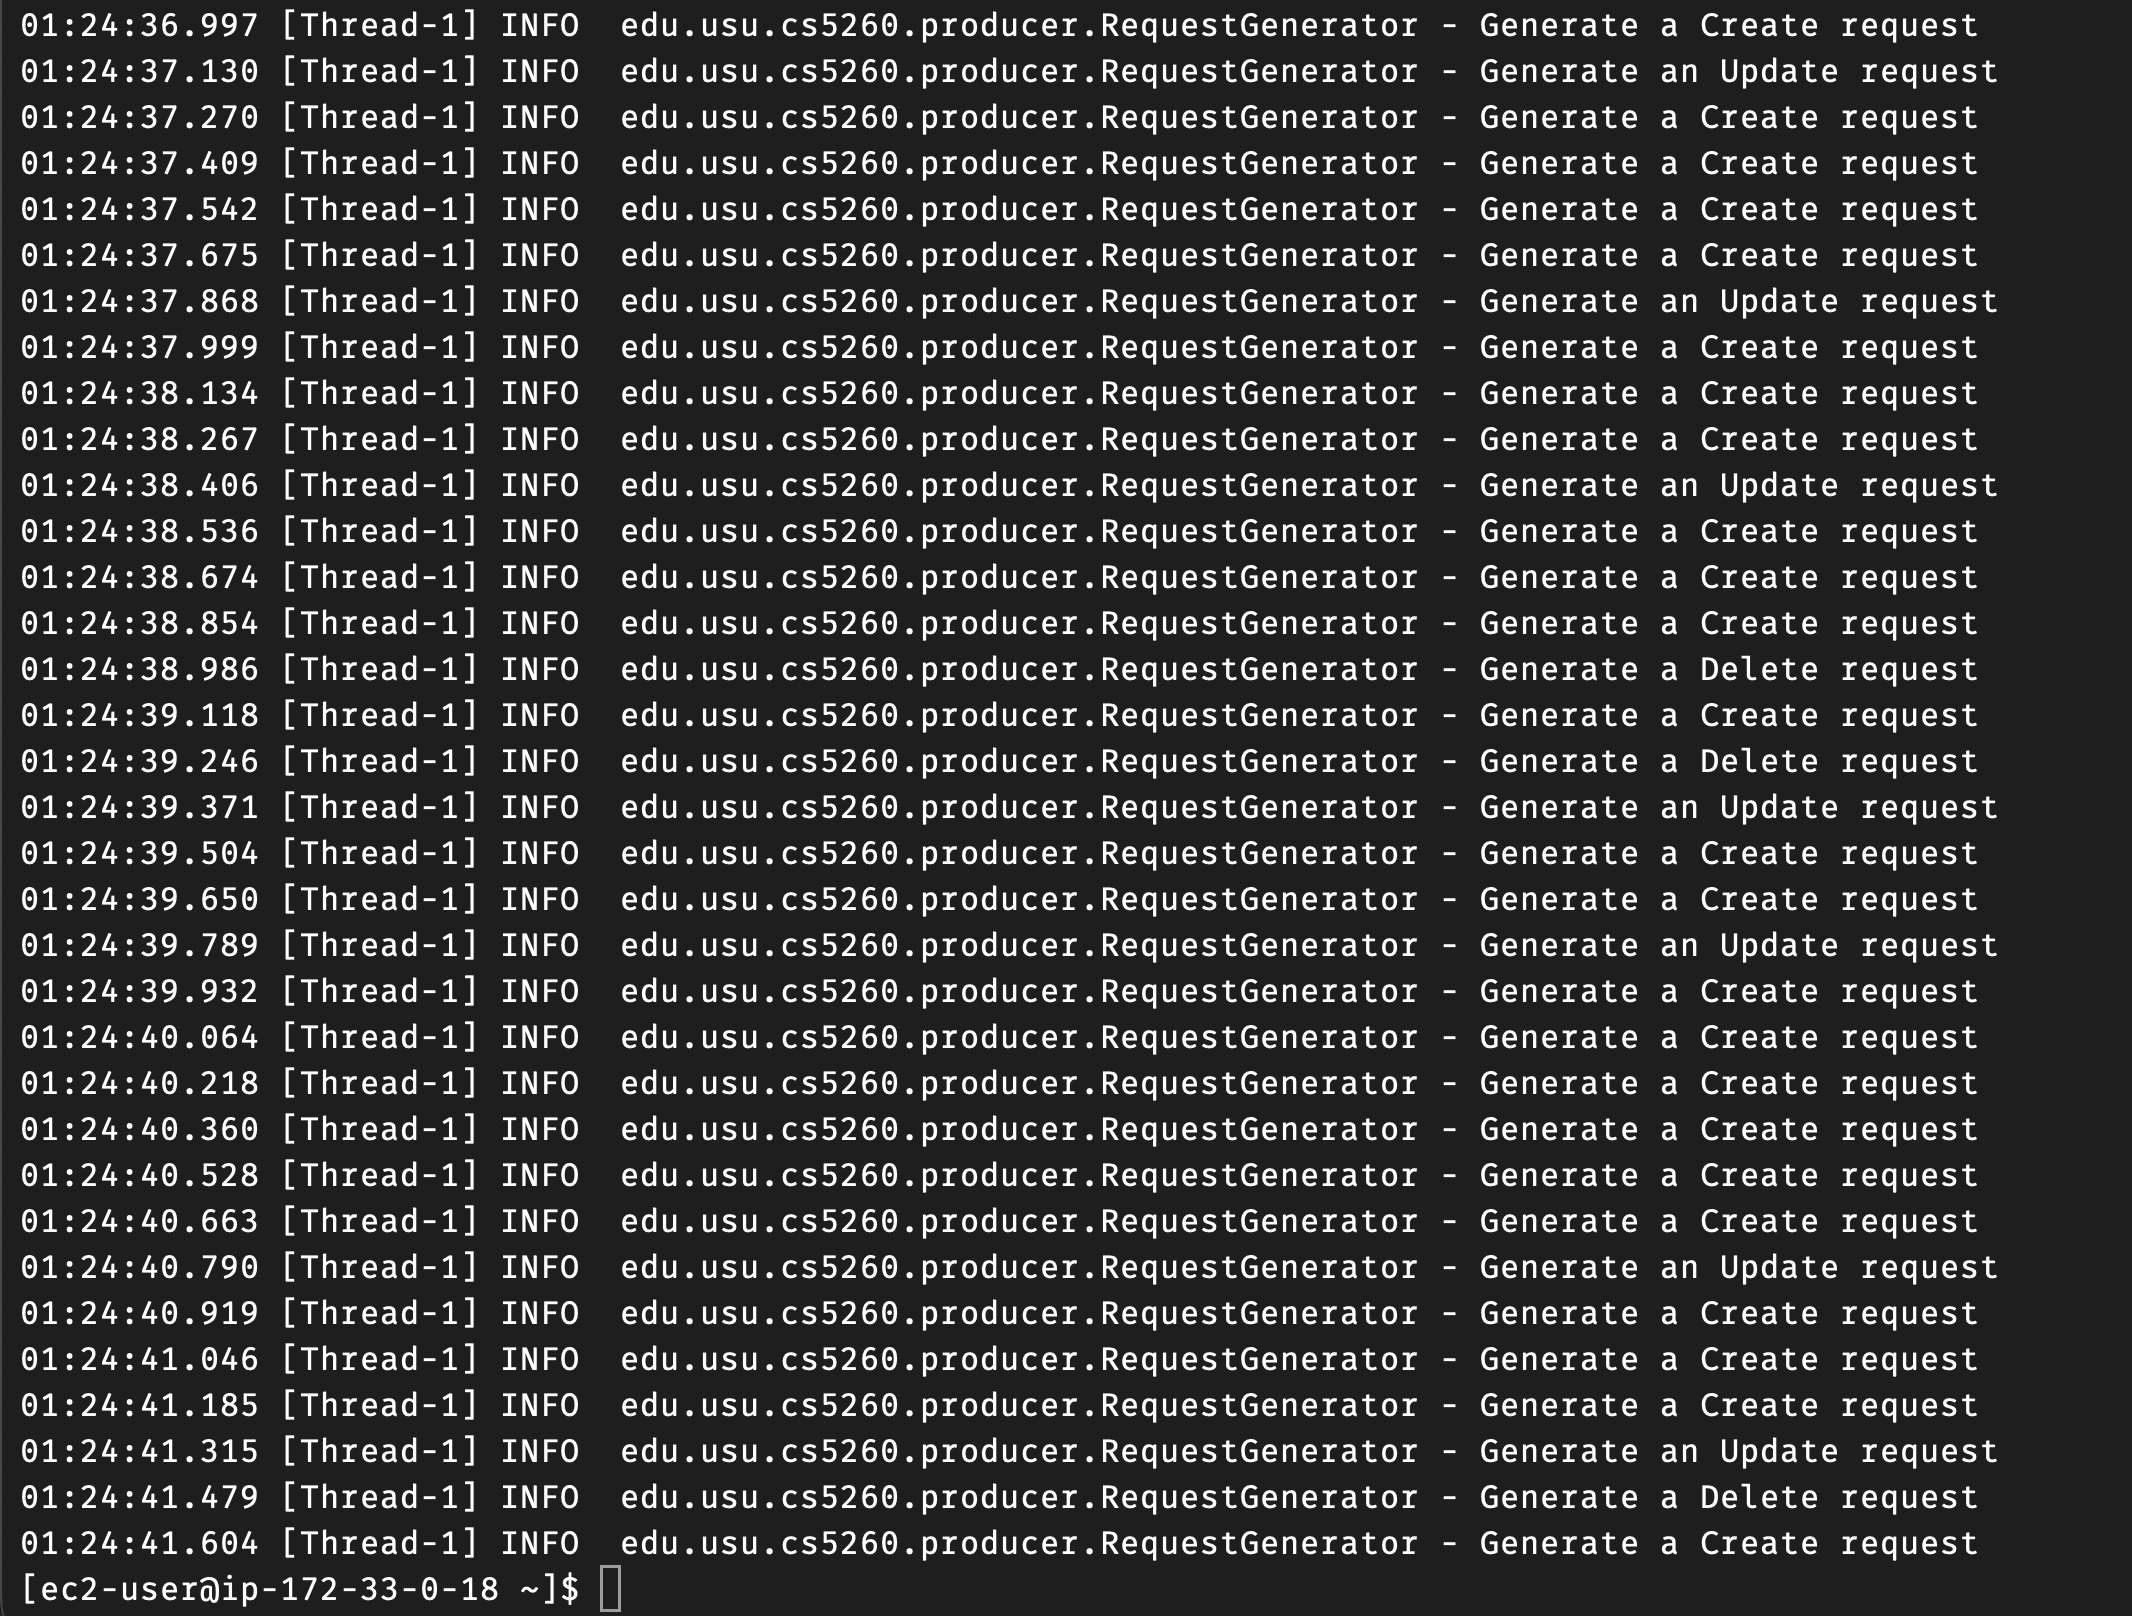 01:24:36.997 [Thread-1] INFO  edu.usu.cs5260.producer.RequestGenerator - Generate a Create request
01:24:37.130 [Thread-1] INFO  edu.usu.cs5260.producer.RequestGenerator - Generate an Update request
01:24:37.270 [Thread-1] INFO  edu.usu.cs5260.producer.RequestGenerator - Generate a Create request
01:24:37.409 [Thread-1] INFO  edu.usu.cs5260.producer.RequestGenerator - Generate a Create request
01:24:37.542 [Thread-1] INFO  edu.usu.cs5260.producer.RequestGenerator - Generate a Create request
01:24:37.675 [Thread-1] INFO  edu.usu.cs5260.producer.RequestGenerator - Generate a Create request
01:24:37.868 [Thread-1] INFO  edu.usu.cs5260.producer.RequestGenerator - Generate an Update request
01:24:37.999 [Thread-1] INFO  edu.usu.cs5260.producer.RequestGenerator - Generate a Create request
01:24:38.134 [Thread-1] INFO  edu.usu.cs5260.producer.RequestGenerator - Generate a Create request
01:24:38.267 [Thread-1] INFO  edu.usu.cs5260.producer.RequestGenerator - Generate a Create request
01:24:38.406 [Thread-1] INFO  edu.usu.cs5260.producer.RequestGenerator - Generate an Update request
01:24:38.536 [Thread-1] INFO  edu.usu.cs5260.producer.RequestGenerator - Generate a Create request
01:24:38.674 [Thread-1] INFO  edu.usu.cs5260.producer.RequestGenerator - Generate a Create request
01:24:38.854 [Thread-1] INFO  edu.usu.cs5260.producer.RequestGenerator - Generate a Create request
01:24:38.986 [Thread-1] INFO  edu.usu.cs5260.producer.RequestGenerator - Generate a Delete request
01:24:39.118 [Thread-1] INFO  edu.usu.cs5260.producer.RequestGenerator - Generate a Create request
01:24:39.246 [Thread-1] INFO  edu.usu.cs5260.producer.RequestGenerator - Generate a Delete request
01:24:39.371 [Thread-1] INFO  edu.usu.cs5260.producer.RequestGenerator - Generate an Update request
01:24:39.504 [Thread-1] INFO  edu.usu.cs5260.producer.RequestGenerator - Generate a Create request
01:24:39.650 [Thread-1] INFO  edu.usu.cs5260.producer.RequestGenerator - Generate a Create request
01:24:39.789 [Thread-1] INFO  edu.usu.cs5260.producer.RequestGenerator - Generate an Update request
01:24:39.932 [Thread-1] INFO  edu.usu.cs5260.producer.RequestGenerator - Generate a Create request
01:24:40.064 [Thread-1] INFO  edu.usu.cs5260.producer.RequestGenerator - Generate a Create request
01:24:40.218 [Thread-1] INFO  edu.usu.cs5260.producer.RequestGenerator - Generate a Create request
01:24:40.360 [Thread-1] INFO  edu.usu.cs5260.producer.RequestGenerator - Generate a Create request
01:24:40.528 [Thread-1] INFO  edu.usu.cs5260.producer.RequestGenerator - Generate a Create request
01:24:40.663 [Thread-1] INFO  edu.usu.cs5260.producer.RequestGenerator - Generate a Create request
01:24:40.790 [Thread-1] INFO  edu.usu.cs5260.producer.RequestGenerator - Generate an Update request
01:24:40.919 [Thread-1] INFO  edu.usu.cs5260.producer.RequestGenerator - Generate a Create request
01:24:41.046 [Thread-1] INFO  edu.usu.cs5260.producer.RequestGenerator - Generate a Create request
01:24:41.185 [Thread-1] INFO  edu.usu.cs5260.producer.RequestGenerator - Generate a Create request
01:24:41.315 [Thread-1] INFO  edu.usu.cs5260.producer.RequestGenerator - Generate an Update request
01:24:41.479 [Thread-1] INFO  edu.usu.cs5260.producer.RequestGenerator - Generate a Delete request
01:24:41.604 [Thread-1] INFO  edu.usu.cs5260.producer.RequestGenerator - Generate a Create request
[ec2-user@ip-172-33-0-18 ~]$